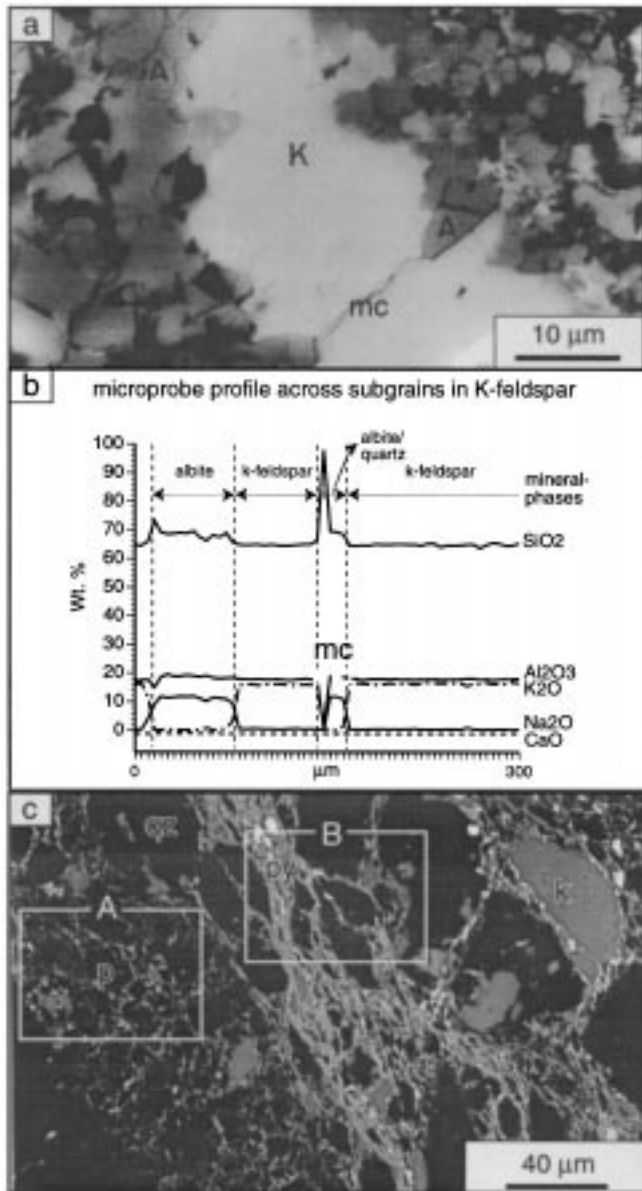 a
A
K
A
mc
10 µm
b
microprobe profile across subgrains in K-feldspar
100
90
80
70
60
50
40
30
20
10
0
Wt. %
albite
k-feldspar
albite/
quartz
k-feldspar
mineral-
phases
SiO2
mc
Al2O3
K2O
Na2O
CaO
0
µm
300
c
qz
B
A
D
K
40 µm